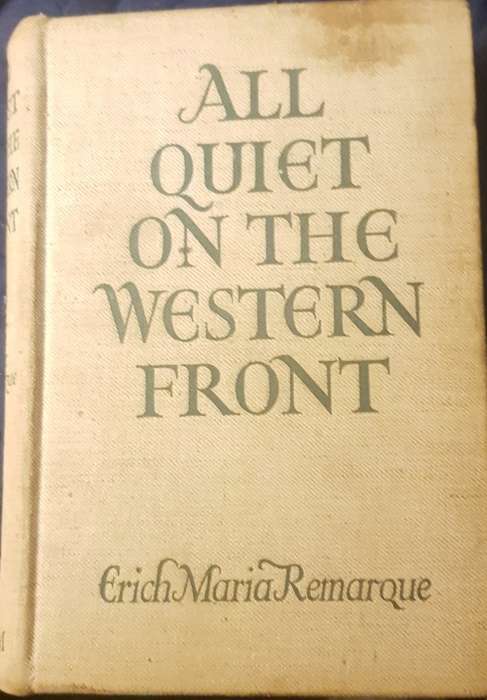 ALL
QUIET
ON THE
WESTERN
FRONT
Erich Maria Remarque